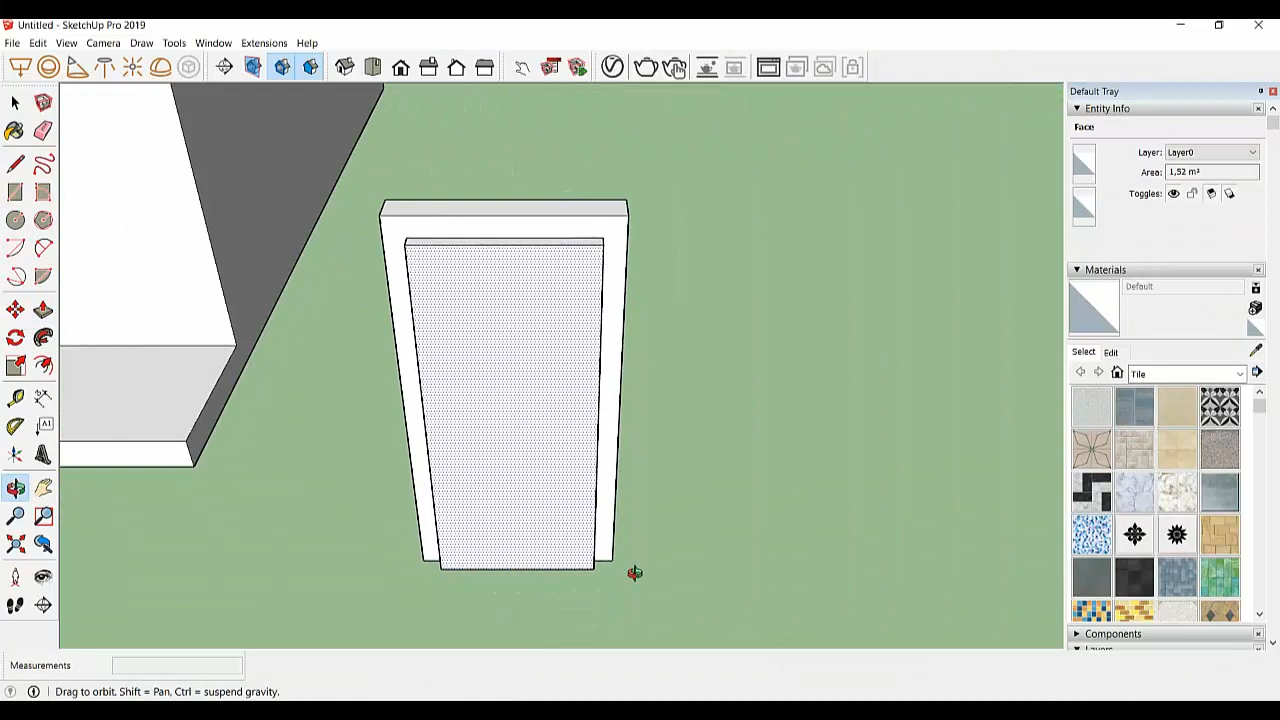 Untitled - SketchUp Pro 2019
File Edit View Camera Draw Tools Window Extensions Help
Default Tray
Entity Info
Face
Layer: Layer0
Area: 1,52 m²
Toggles:
Materials
Default
Select Edit
Tile
Components
Layers
A1
Measurements
Drag to orbit. Shift = Pan, Ctrl = suspend gravity.